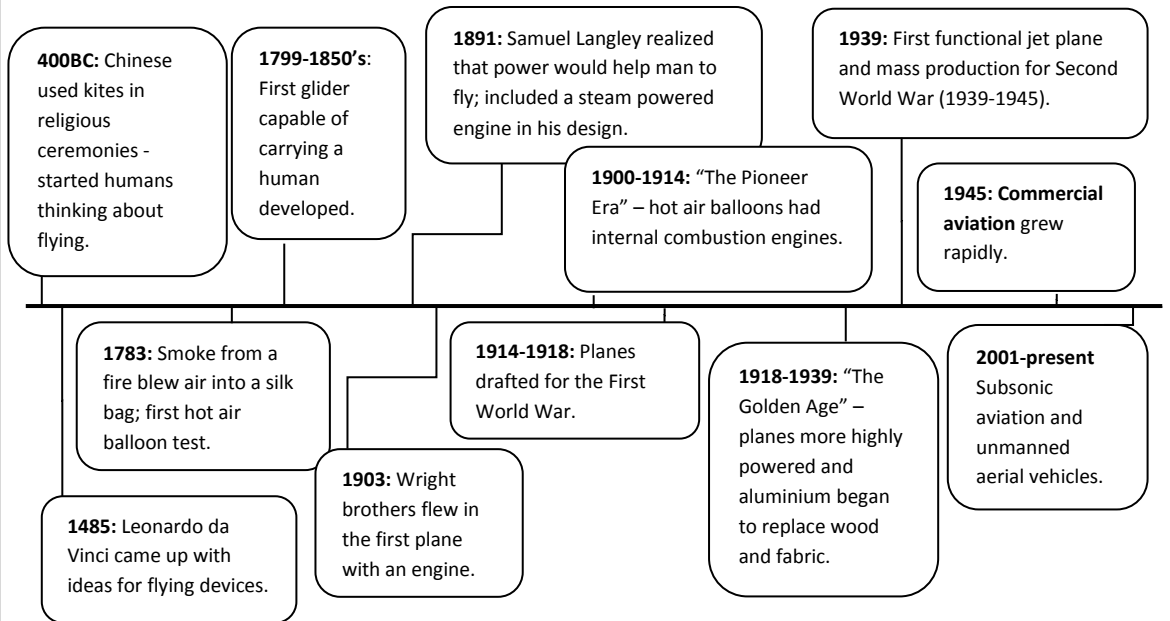 400BC: Chinese
used kites in
religious
ceremonies -
started humans
thinking about
flying.
1799-1850’s:
First glider
capable of
carrying a
human
developed.
1891: Samuel Langley realized
that power would help man to
fly; included a steam powered
engine in his design.
1900-1914: “The Pioneer
Era” – hot air balloons had
internal combustion engines.
1939: First functional jet plane
and mass production for Second
World War (1939-1945).
1945: Commercial
aviation grew
rapidly.
1485: Leonardo da
Vinci came up with
ideas for flying devices.
1783: Smoke from a
fire blew air into a silk
bag; first hot air
balloon test.
1903: Wright
brothers flew in
the first plane
with an engine.
1914-1918: Planes
drafted for the First
World War.
1918-1939: “The
Golden Age” –
planes more highly
powered and
aluminium began
to replace wood
and fabric.
2001-present
Subsonic
aviation and
unmanned
aerial vehicles.